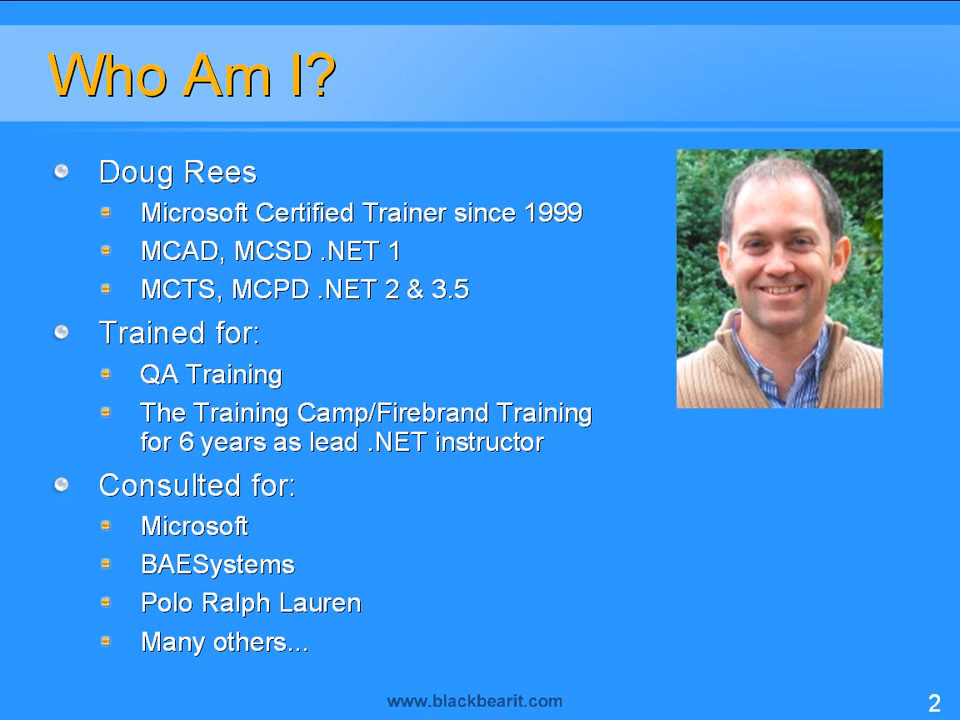 Who Am I?
Doug Rees
Microsoft Certified Trainer since 1999
MCAD, MCSD .NET 1
MCTS, MCPD .NET 2 & 3.5
Trained for:
QA Training
The Training Camp/Firebrand Training
for 6 years as lead .NET instructor
Consulted for:
Microsoft
BAESystems
Polo Ralph Lauren
Many others...
www.blackbearit.com
2